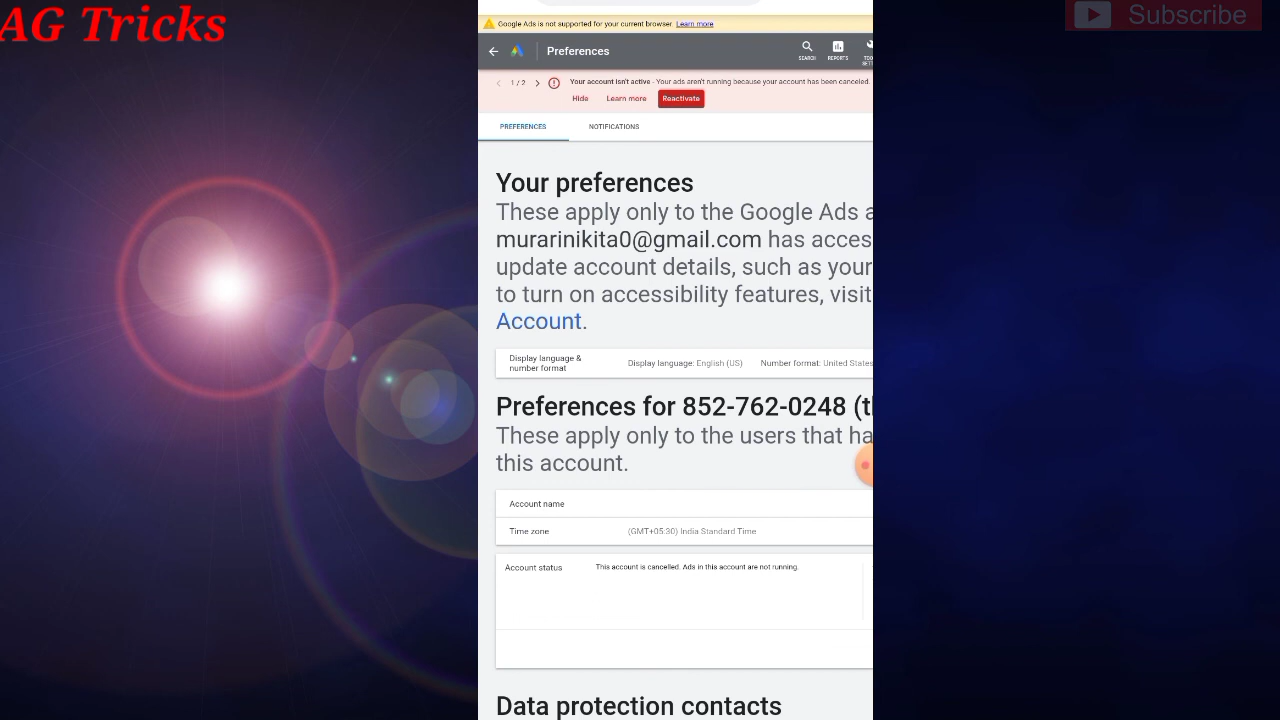 AG Tricks
Subscribe
Google Ads is not supported for your current browser. Learn more
Preferences
SEARCH
REPORTS
1 / 2
Your account isn't active - Your ads aren't running because your account has been canceled.
Hide Learn more Reactivate
PREFERENCES NOTIFICATIONS
Your preferences
These apply only to the Google Ads a
murarinikita0@gmail.com has acces
update account details, such as your
to turn on accessibility features, visit
Account.
Display language &
number format
Display language: English (US) Number format: United States
Preferences for 852-762-0248 (t
These apply only to the users that ha
this account.
Account name
Time zone (GMT+05:30) India Standard Time
Account status This account is cancelled. Ads in this account are not running.
Data protection contacts